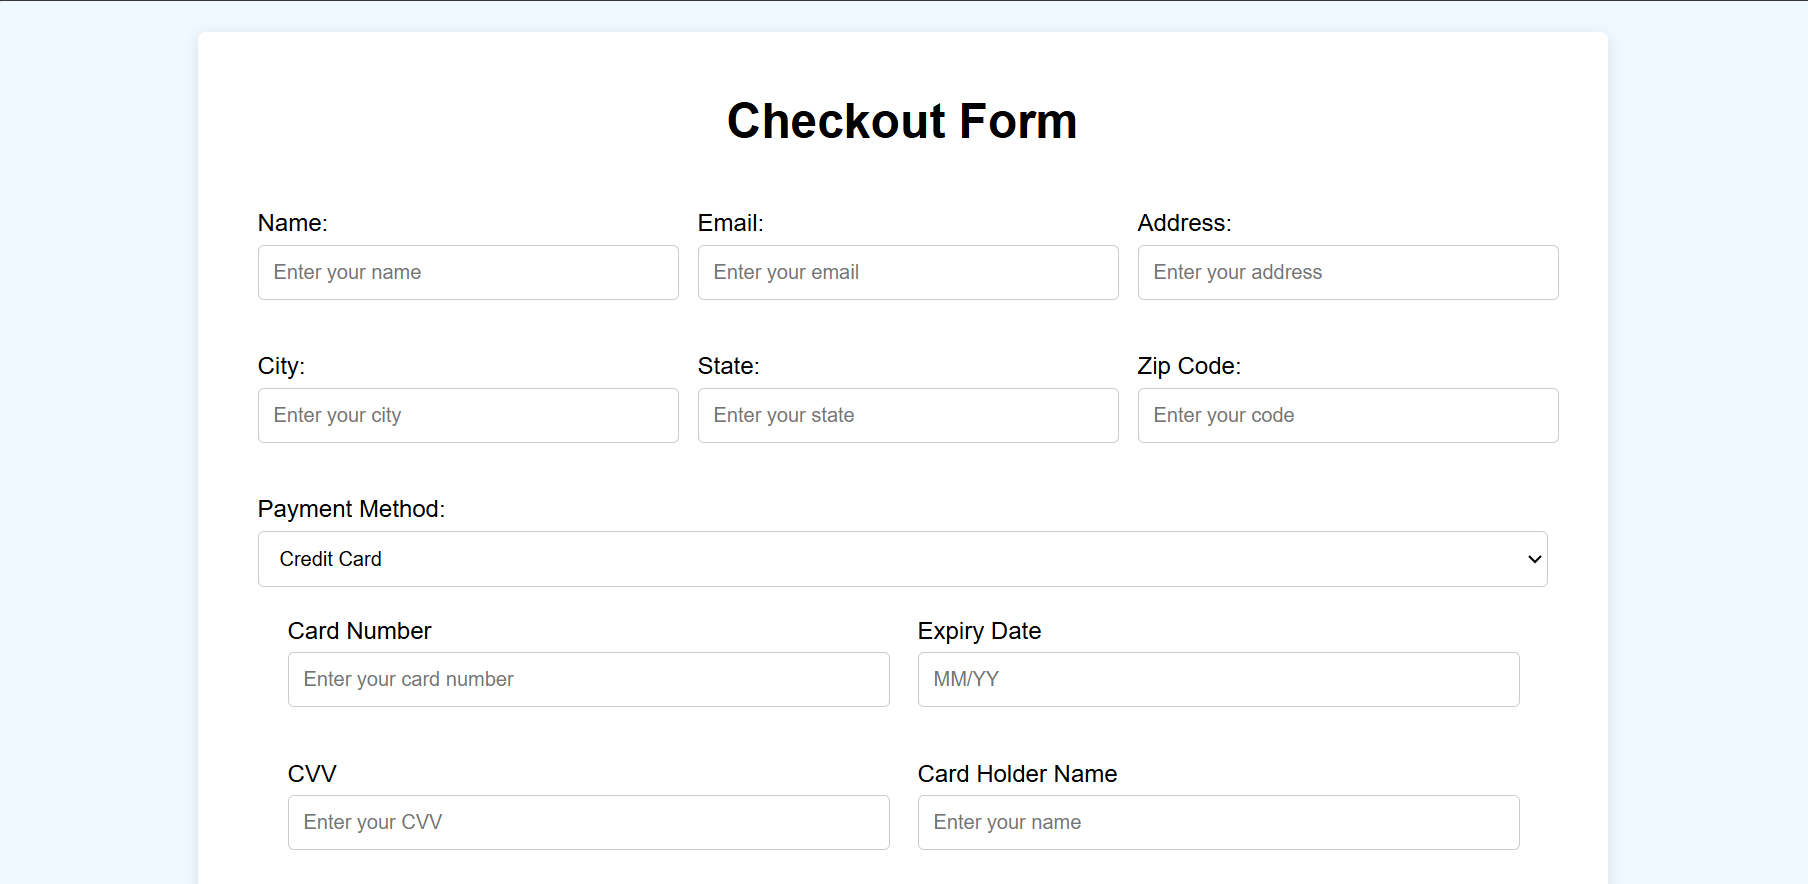 Checkout Form
Name: Email: Address:
Enter your name Enter your email Enter your address
City: State: Zip Code:
Enter your city Enter your state Enter your code
Payment Method:
Credit Card
Card Number Expiry Date
Enter your card number MM/YY
CVV Card Holder Name
Enter your CVV Enter your name